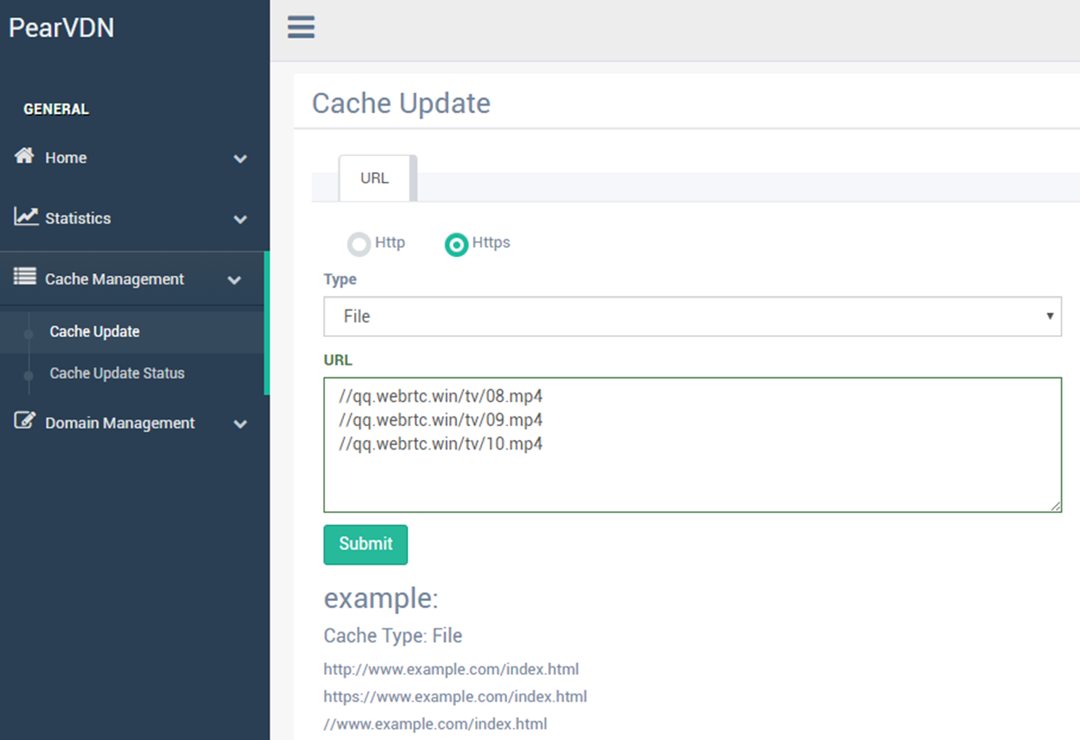 PearVDN
GENERAL
Home
Statistics
Cache Management
Cache Update
Cache Update Status
Domain Management
Cache Update
URL
Http
Https
Type
File
URL
//qq.webrtc.win/tv/08.mp4
//qq.webrtc.win/tv/09.mp4
//qq.webrtc.win/tv/10.mp4
Submit
example:
Cache Type: File
http://www.example.com/index.html
https://www.example.com/index.html
//www.example.com/index.html